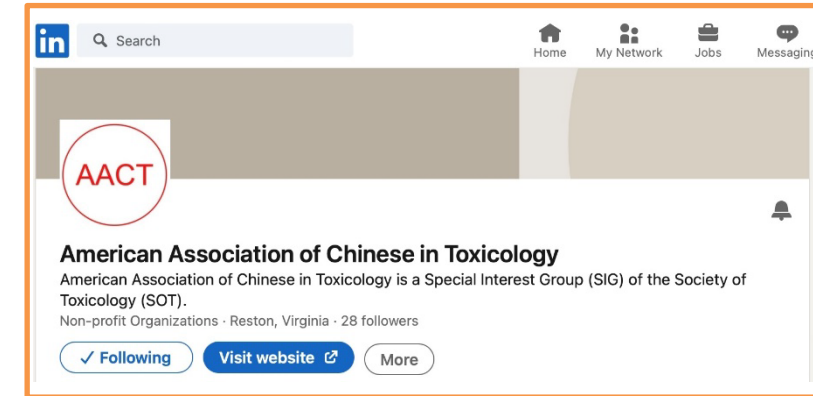 in Search
Home My Network Jobs Messaging
AACT
American Association of Chinese in Toxicology
American Association of Chinese in Toxicology is a Special Interest Group (SIG) of the Society of
Toxicology (SOT).
Non-profit Organizations · Reston, Virginia · 28 followers
✓ Following Visit website More